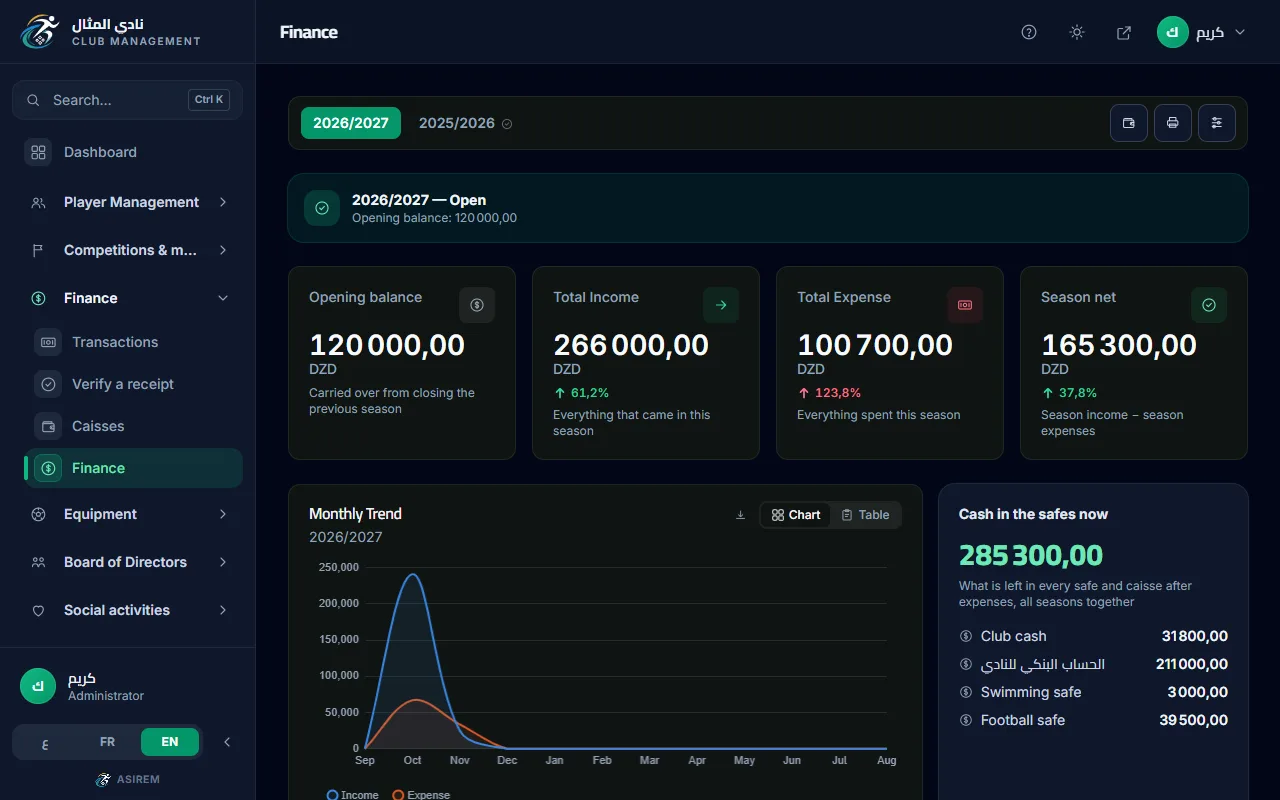 نادي المثال
CLUB MANAGEMENT
Search...
Ctrl K
Dashboard
Player Management
Competitions & m...
Finance
Transactions
Verify a receipt
Caisses
Finance
Equipment
Board of Directors
Social activities
كريم
Administrator
ع
FR
EN
ASIREM
Finance
ك
كريم
2026/2027
2025/2026
2026/2027 — Open
Opening balance: 120 000,00
Opening balance
120 000,00
DZD
Carried over from closing the
previous season
Total Income
266 000,00
DZD
61,2%
Everything that came in this
season
Total Expense
100 700,00
DZD
123,8%
Everything spent this season
Season net
165 300,00
DZD
37,8%
Season income − season
expenses
Monthly Trend
2026/2027
Chart
Table
250,000
200,000
150,000
100,000
50,000
0
Sep Oct Nov Dec Jan Feb Mar Apr May Jun Jul Aug
Income
Expense
Cash in the safes now
285 300,00
What is left in every safe and caisse after
expenses, all seasons together
Club cash 31 800,00
الحساب البنكي للنادي 211 000,00
Swimming safe 3 000,00
Football safe 39 500,00